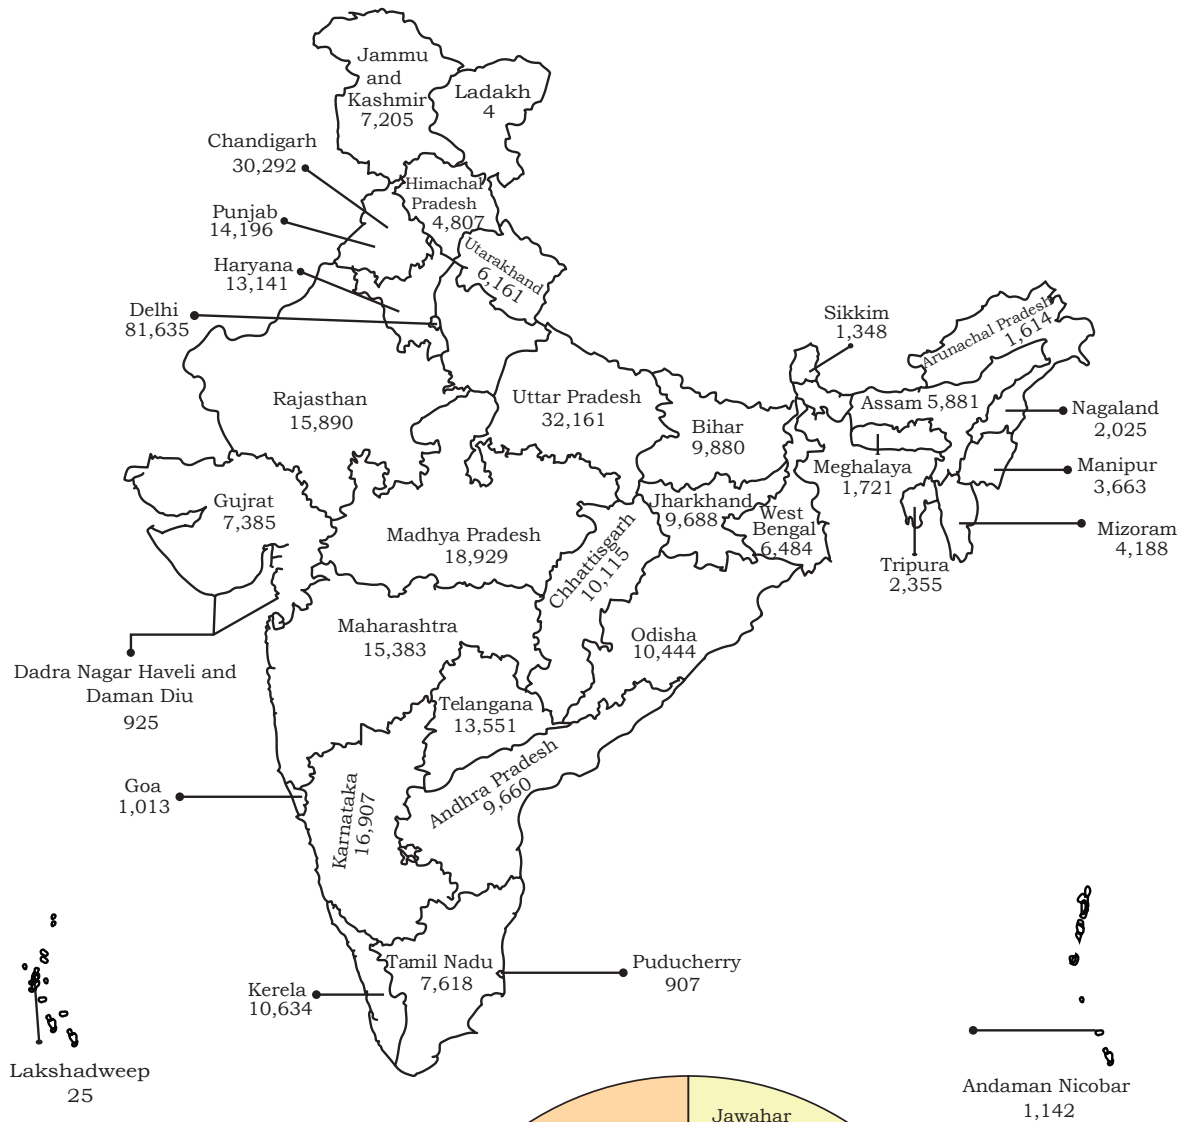 Jammu
and
Kashmir
7,205
Ladakh
4
Chandigarh
30,292
Himachal
Pradesh
4,807
Punjab
14,196
Utarakhand
6,161
Haryana
13,141
Delhi
81,635
Sikkim
1,348
Arunachal Pradesh
1,614
Rajasthan
15,890
Uttar Pradesh
32,161
Bihar
9,880
Assam 5,881
Nagaland
2,025
Meghalaya
1,721
Manipur
3,663
Gujrat
7,385
Madhya Pradesh
18,929
Chhattisgarh
10,115
Jharkhand
9,688
West
Bengal
6,484
Mizoram
4,188
Tripura
2,355
Maharashtra
15,383
Odisha
10,444
Dadra Nagar Haveli and
Daman Diu
925
Telangana
13,551
Goa
1,013
Karnataka
16,907
Andhra Pradesh
9,660
Tamil Nadu
7,618
Puducherry
907
Kerela
10,634
Lakshadweep
25
Andaman Nicobar
1,142
Jawahar